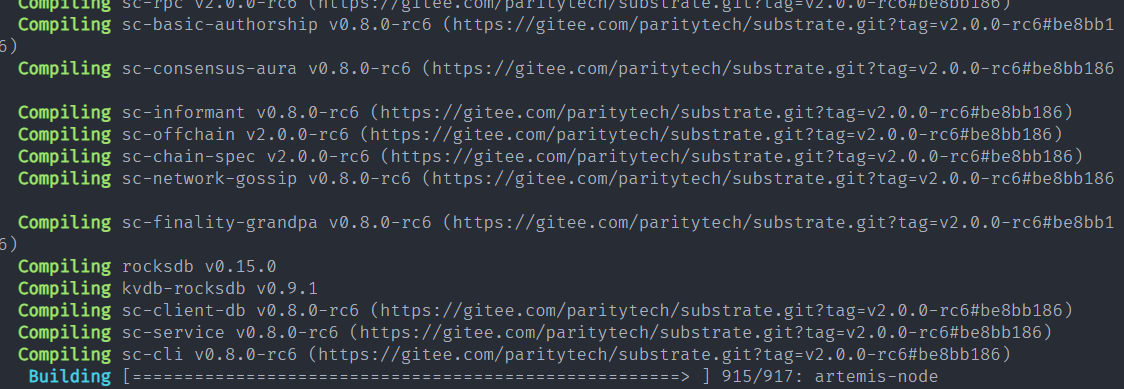 Compiling sc-rpc v2.0.0-rc6 (https://gitee.com/paritytech/substrate.git?tag=v2.0.0-rc6#be8bb186)
Compiling sc-basic-authorship v0.8.0-rc6 (https://gitee.com/paritytech/substrate.git?tag=v2.0.0-rc6#be8bb1
6)
Compiling sc-consensus-aura v0.8.0-rc6 (https://gitee.com/paritytech/substrate.git?tag=v2.0.0-rc6#be8bb186
Compiling sc-informant v0.8.0-rc6 (https://gitee.com/paritytech/substrate.git?tag=v2.0.0-rc6#be8bb186)
Compiling sc-offchain v2.0.0-rc6 (https://gitee.com/paritytech/substrate.git?tag=v2.0.0-rc6#be8bb186)
Compiling sc-chain-spec v2.0.0-rc6 (https://gitee.com/paritytech/substrate.git?tag=v2.0.0-rc6#be8bb186)
Compiling sc-network-gossip v0.8.0-rc6 (https://gitee.com/paritytech/substrate.git?tag=v2.0.0-rc6#be8bb186
Compiling sc-finality-grandpa v0.8.0-rc6 (https://gitee.com/paritytech/substrate.git?tag=v2.0.0-rc6#be8bb1
6)
Compiling rocksdb v0.15.0
Compiling kvdb-rocksdb v0.9.1
Compiling sc-client-db v0.8.0-rc6 (https://gitee.com/paritytech/substrate.git?tag=v2.0.0-rc6#be8bb186)
Compiling sc-service v0.8.0-rc6 (https://gitee.com/paritytech/substrate.git?tag=v2.0.0-rc6#be8bb186)
Compiling sc-cli v0.8.0-rc6 (https://gitee.com/paritytech/substrate.git?tag=v2.0.0-rc6#be8bb186)
Building [=====================================================> ] 915/917: artemis-node